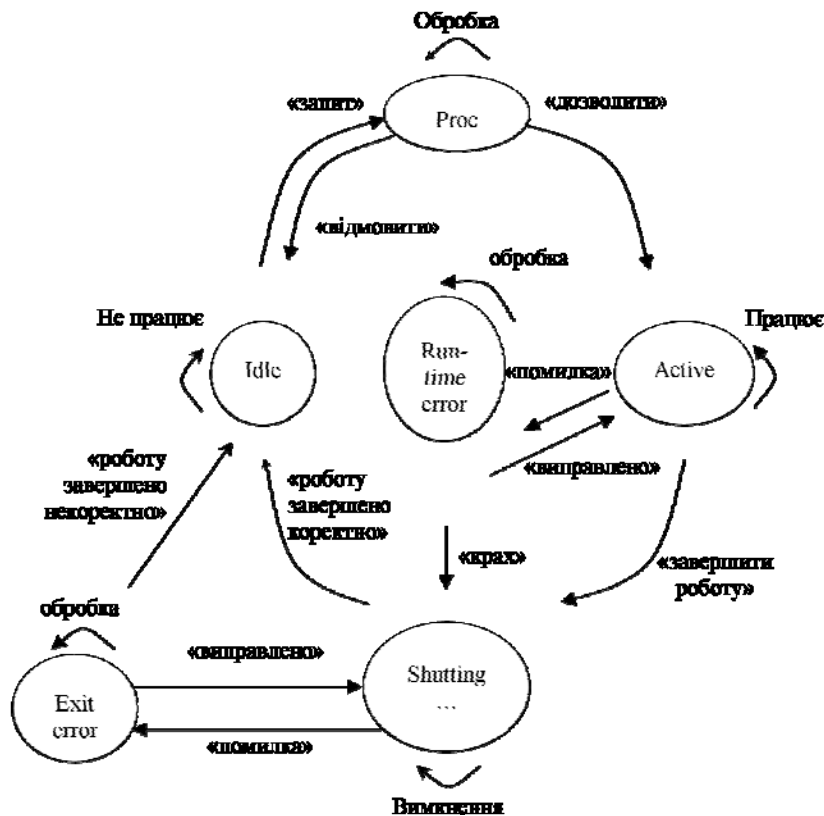 Обробка
«запит»
«дозволити»
Proc
«відмовити»
обробка
Не працює
Працює
Idle
Run-
time
error
«помилка»
Active
«роботу
завершено
некоректно»
«роботу
завершено
коректно»
«виправлено»
«крах»
«завершити
роботу»
обробка
«виправлено»
Shutting
...
Exit
error
«помилка»
Вимкнення